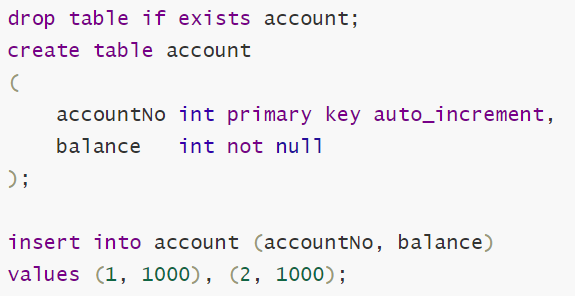 drop table if exists account;
create table account
(
    accountNo int primary key auto_increment,
    balance   int not null
);

insert into account (accountNo, balance)
values (1, 1000), (2, 1000);